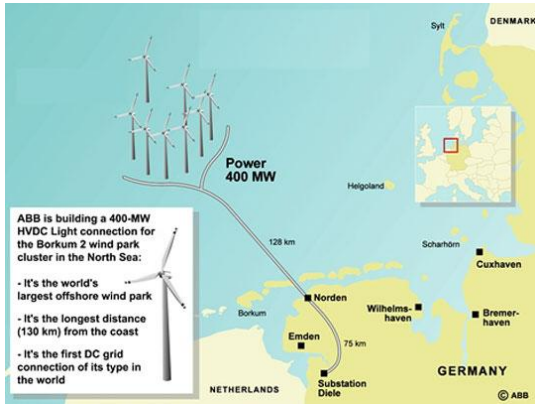 DENMARK
Sylt
Power
400 MW
Helgoland
ABB is building a 400-MW
HVDC Light connection for
the Borkum 2 wind park
cluster in the North Sea:
- It's the world's
largest offshore wind park
- It's the longest distance
(130 km) from the coast
- It's the first DC grid
connection of its type in
the world
128 km
Scharhörn
Cuxhaven
Norden
Borkum
Wilhelms-
haven
Bremer-
haven
Emden
75 km
GERMANY
NETHERLANDS
Substation
Diele
© ABB